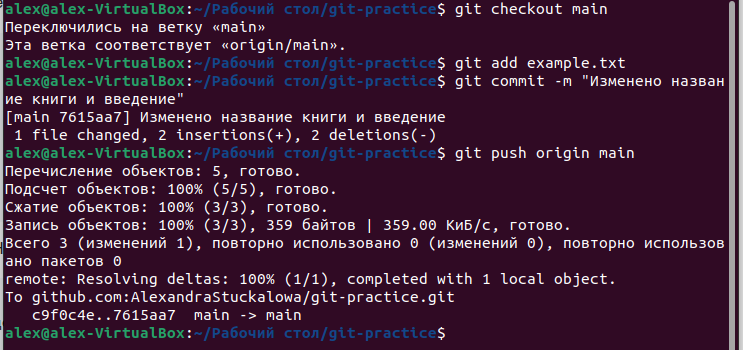 alex@alex-VirtualBox:~/Рабочий стол/git-practice$ git checkout main
Переключились на ветку «main»
Эта ветка соответствует «origin/main».
alex@alex-VirtualBox:~/Рабочий стол/git-practice$ git add example.txt
alex@alex-VirtualBox:~/Рабочий стол/git-practice$ git commit -m "Изменено назван
ие книги и введение"
[main 7615aa7] Изменено название книги и введение
 1 file changed, 2 insertions(+), 2 deletions(-)
alex@alex-VirtualBox:~/Рабочий стол/git-practice$ git push origin main
Перечисление объектов: 5, готово.
Подсчет объектов: 100% (5/5), готово.
Сжатие объектов: 100% (3/3), готово.
Запись объектов: 100% (3/3), 359 байтов | 359.00 КиБ/с, готово.
Всего 3 (изменений 1), повторно использовано 0 (изменений 0), повторно использов
ано пакетов 0
remote: Resolving deltas: 100% (1/1), completed with 1 local object.
To github.com:AlexandraStuckalowa/git-practice.git
   c9f0c4e..7615aa7  main -> main
alex@alex-VirtualBox:~/Рабочий стол/git-practice$